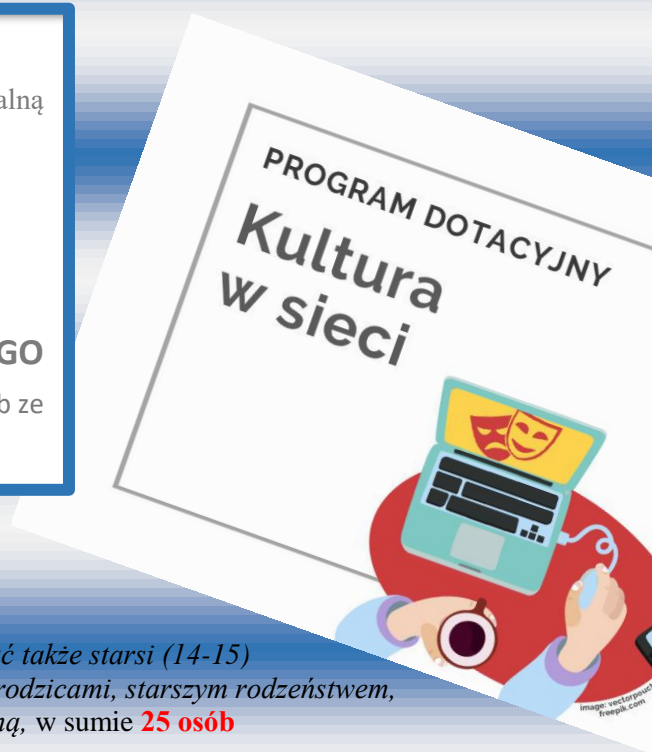 alną
GO
b ze
PROGRAM DOTACYJNY
Kultura
w sieci
image: vectorpouch
freepik.com
ć także starsi (14-15)
rodzicami, starszym rodzeństwem,
ną, w sumie 25 osób